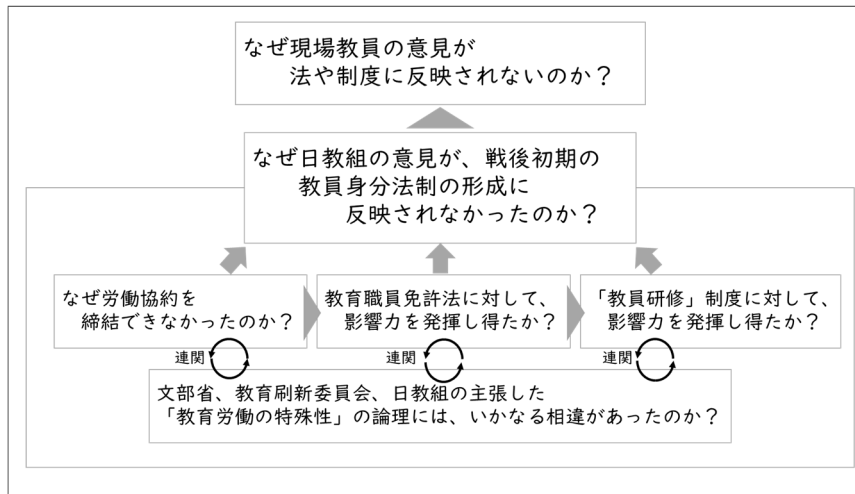 なぜ現場教員の意見が
法や制度に反映されないのか？
なぜ日教組の意見が、戦後初期の
教員身分法制の形成に
反映されなかったのか？
なぜ労働協約を
締結できなかったのか？
教育職員免許法に対して、
影響力を発揮し得たか？
「教員研修」制度に対して、
影響力を発揮し得たか？
連関
連関
連関
文部省、教育刷新委員会、日教組の主張した
「教育労働の特殊性」の論理には、いかなる相違があったのか？